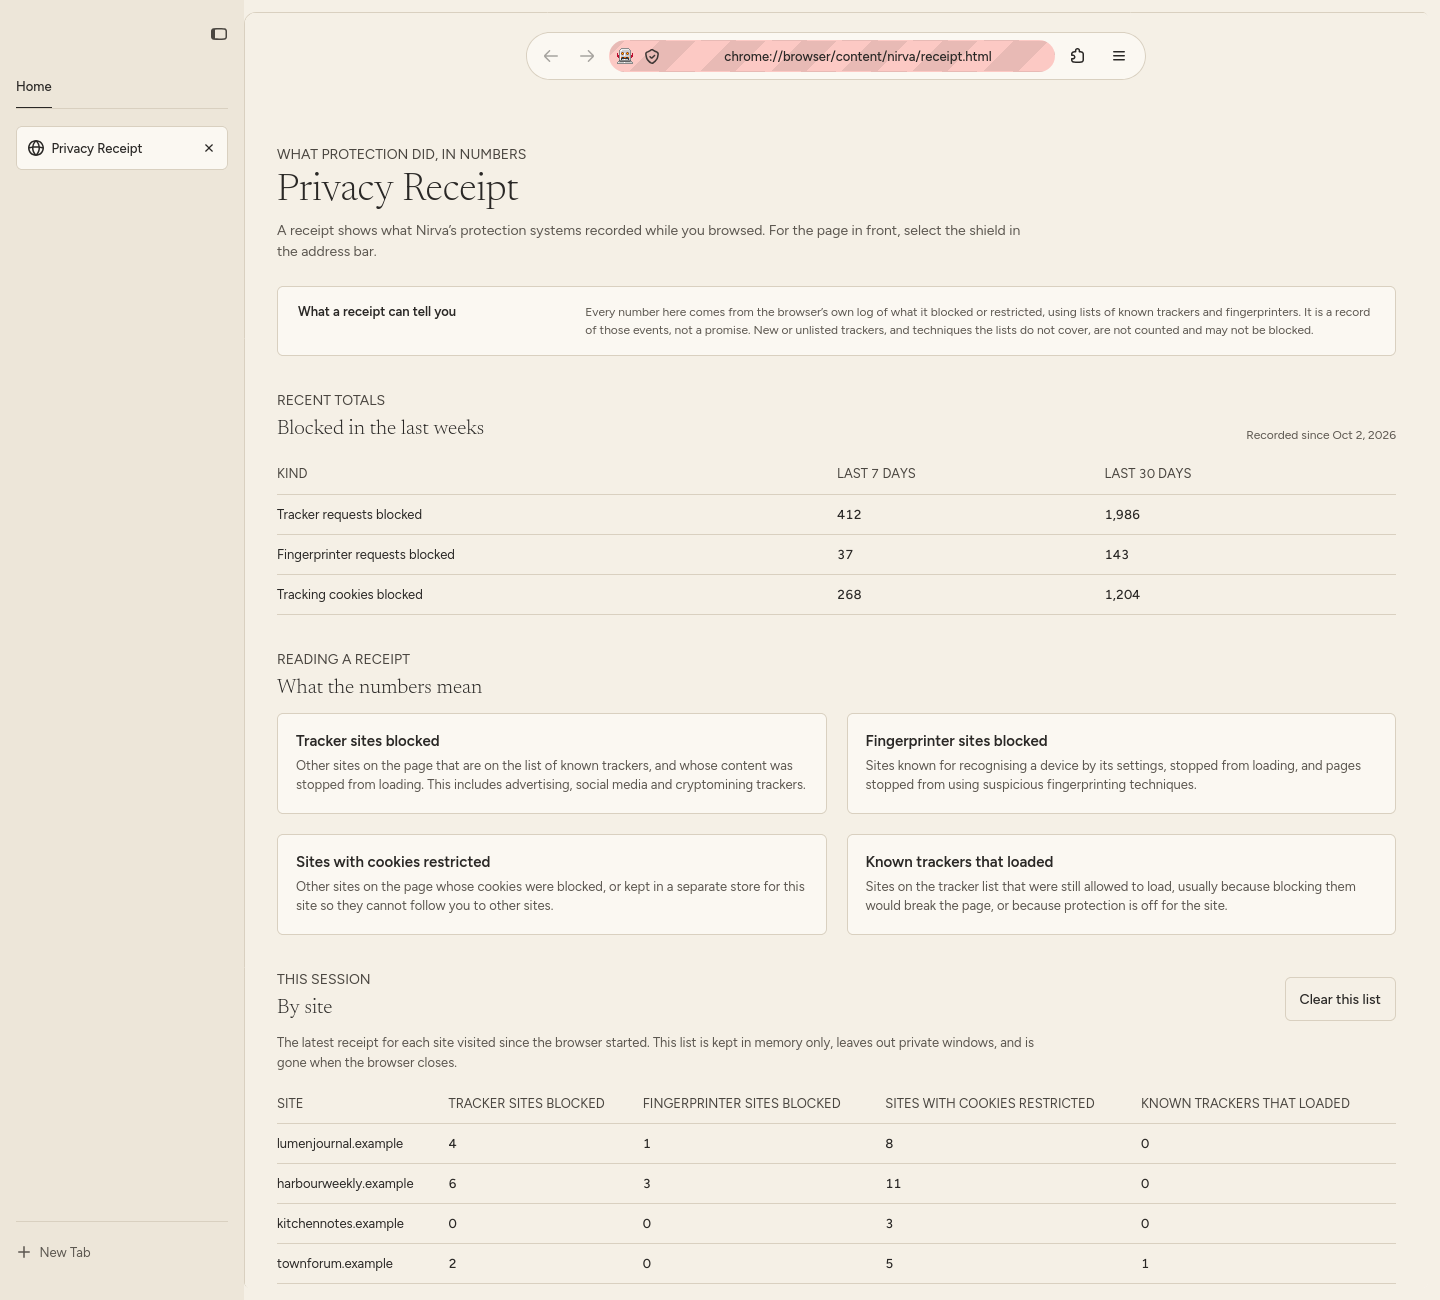 Home
Privacy Receipt
New Tab
chrome://browser/content/nirva/receipt.html
WHAT PROTECTION DID, IN NUMBERS
Privacy Receipt
A receipt shows what Nirva's protection systems recorded while you browsed. For the page in front, select the shield in
the address bar.
What a receipt can tell you
Every number here comes from the browser's own log of what it blocked or restricted, using lists of known trackers and fingerprinters. It is a record
of those events, not a promise. New or unlisted trackers, and techniques the lists do not cover, are not counted and may not be blocked.
RECENT TOTALS
Blocked in the last weeks
Recorded since Oct 2, 2026
KIND LAST 7 DAYS LAST 30 DAYS
Tracker requests blocked 412 1,986
Fingerprinter requests blocked 37 143
Tracking cookies blocked 268 1,204
READING A RECEIPT
What the numbers mean
Tracker sites blocked
Other sites on the page that are on the list of known trackers, and whose content was
stopped from loading. This includes advertising, social media and cryptomining trackers.
Fingerprinter sites blocked
Sites known for recognising a device by its settings, stopped from loading, and pages
stopped from using suspicious fingerprinting techniques.
Sites with cookies restricted
Other sites on the page whose cookies were blocked, or kept in a separate store for this
site so they cannot follow you to other sites.
Known trackers that loaded
Sites on the tracker list that were still allowed to load, usually because blocking them
would break the page, or because protection is off for the site.
THIS SESSION
By site
Clear this list
The latest receipt for each site visited since the browser started. This list is kept in memory only, leaves out private windows, and is
gone when the browser closes.
SITE TRACKER SITES BLOCKED FINGERPRINTER SITES BLOCKED SITES WITH COOKIES RESTRICTED KNOWN TRACKERS THAT LOADED
lumenjournal.example 4 1 8 0
harbourweekly.example 6 3 11 0
kitchennotes.example 0 0 3 0
townforum.example 2 0 5 1